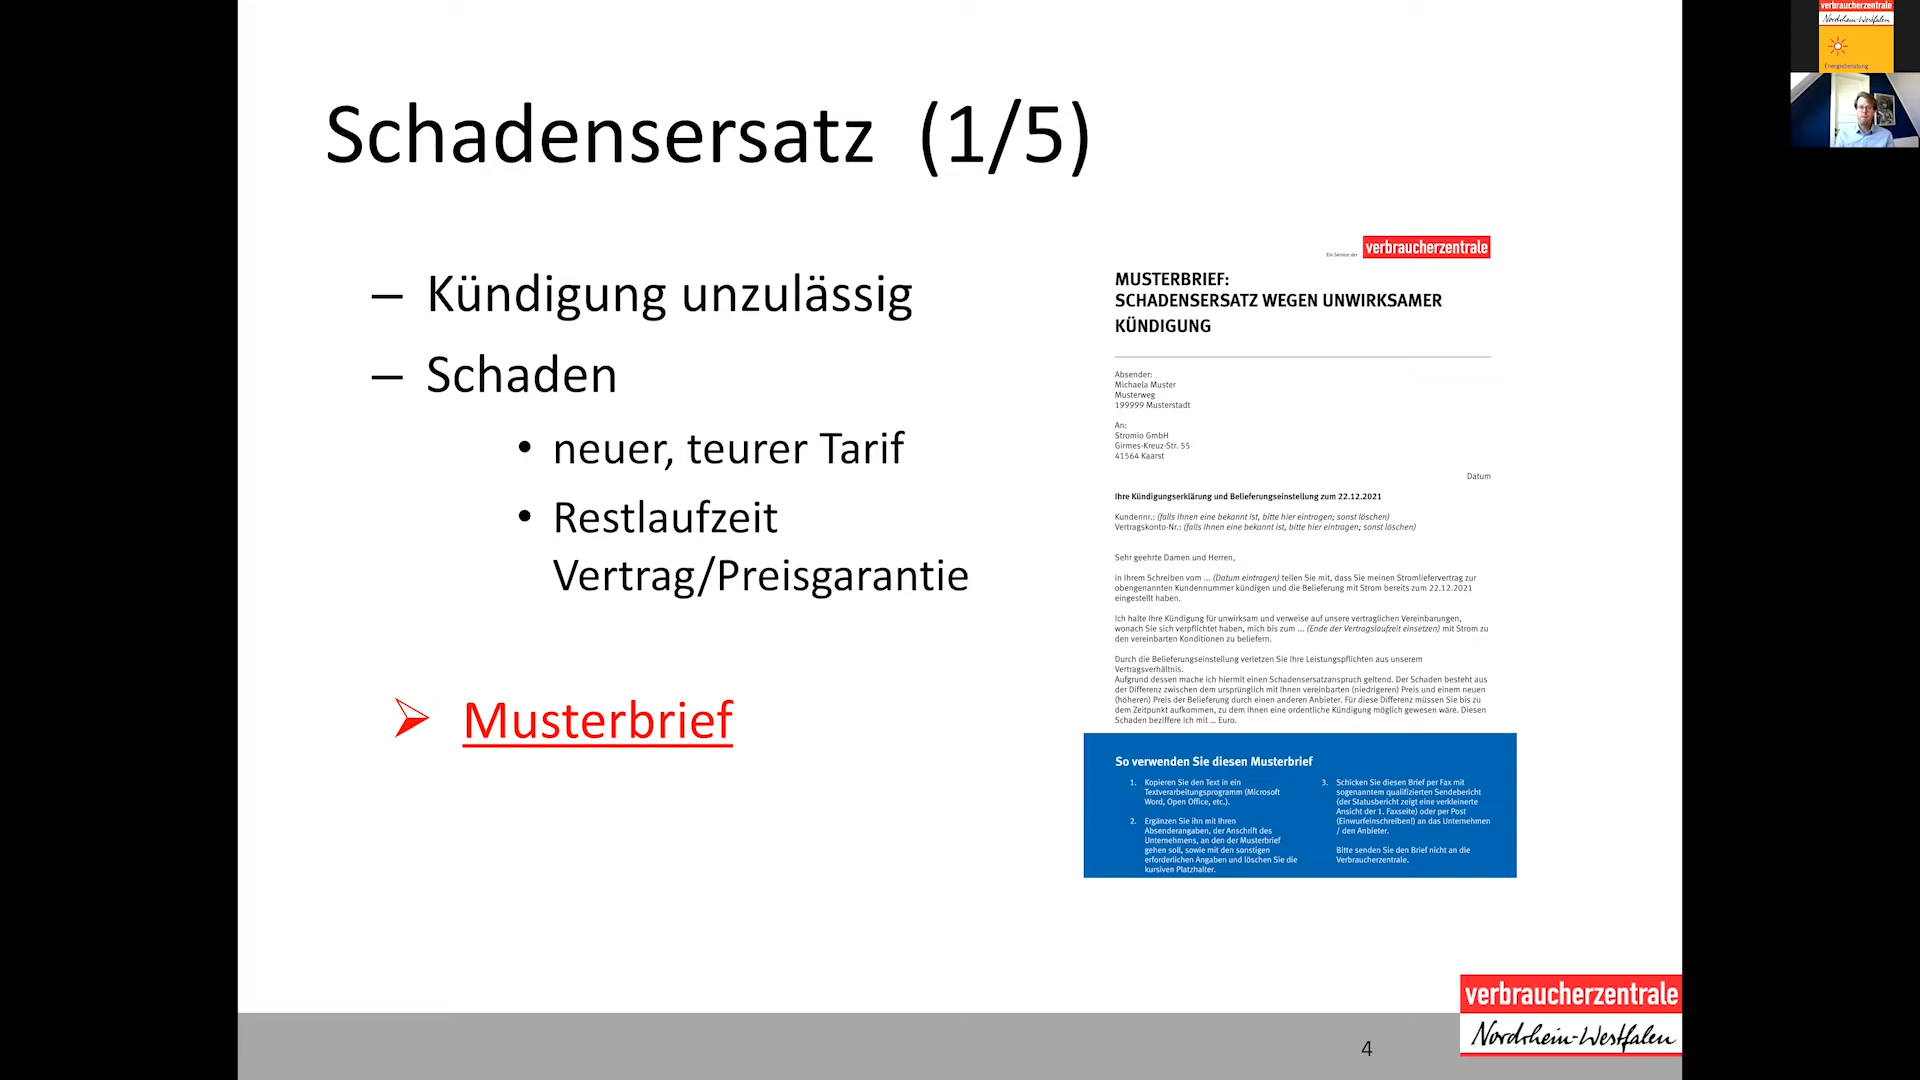 Schadensersatz (1/5)
– Kündigung unzulässig
– Schaden
• neuer, teurer Tarif
• Restlaufzeit
Vertrag/Preisgarantie
Musterbrief
Ein Service der
verbraucherzentrale
MUSTERBRIEF:
SCHADENSERSATZ WEGEN UNWIRKSAMER
KÜNDIGUNG
Absender:
Michaela Muster
Musterweg
199999 Musterstadt
An:
Stromio GmbH
Girmes-Kreuz-Str. 55
41564 Kaarst
Datum
Ihre Kündigungserklärung und Belieferungseinstellung zum 22.12.2021
Kundennr.: (falls Ihnen eine bekannt ist, bitte hier eintragen; sonst löschen)
Vertragskonto-Nr.: (falls Ihnen eine bekannt ist, bitte hier eintragen; sonst löschen)
Sehr geehrte Damen und Herren,
in Ihrem Schreiben vom ... (Datum eintragen) teilen Sie mit, dass Sie meinen Stromliefervertrag zur
obengenannten Kundennummer kündigen und die Belieferung mit Strom bereits zum 22.12.2021
eingestellt haben.
Ich halte Ihre Kündigung für unwirksam und verweise auf unsere vertraglichen Vereinbarungen,
wonach Sie sich verpflichtet haben, mich bis zum ... (Ende der Vertragslaufzeit einsetzen) mit Strom zu
den vereinbarten Konditionen zu beliefern.
Durch die Belieferungseinstellung verletzen Sie Ihre Leistungspflichten aus unserem
Vertragsverhältnis.
Aufgrund dessen mache ich hiermit einen Schadensersatzanspruch geltend. Der Schaden besteht aus
der Differenz zwischen dem ursprünglich mit Ihnen vereinbarten (niedrigeren) Preis und einem neuen
(höheren) Preis der Belieferung durch einen anderen Anbieter. Für diese Differenz müssen Sie bis zu
dem Zeitpunkt aufkommen, zu dem Ihnen eine ordentliche Kündigung möglich gewesen wäre. Diesen
Schaden beziffere ich mit ... Euro.
So verwenden Sie diesen Musterbrief
1. Kopieren Sie den Text in ein
Textverarbeitungsprogramm (Microsoft
Word, Open Office, etc.).
2. Ergänzen Sie ihn mit Ihren
Absenderangaben, der Anschrift des
Unternehmens, an den der Musterbrief
gehen soll, sowie mit den sonstigen
erforderlichen Angaben und löschen Sie die
kursiven Platzhalter.
3. Schicken Sie diesen Brief per Fax mit
sogenanntem qualifizierten Sendebericht
(der Statusbericht zeigt eine verkleinerte
Ansicht der 1. Faxseite) oder per Post
(Einwurfeinschreiben!) an das Unternehmen
/ den Anbieter.
Bitte senden Sie den Brief nicht an die
Verbraucherzentrale.
4
verbraucherzentrale
Nordrhein-Westfalen
verbraucherzentrale
Nordrhein-Westfalen
Energieberatung